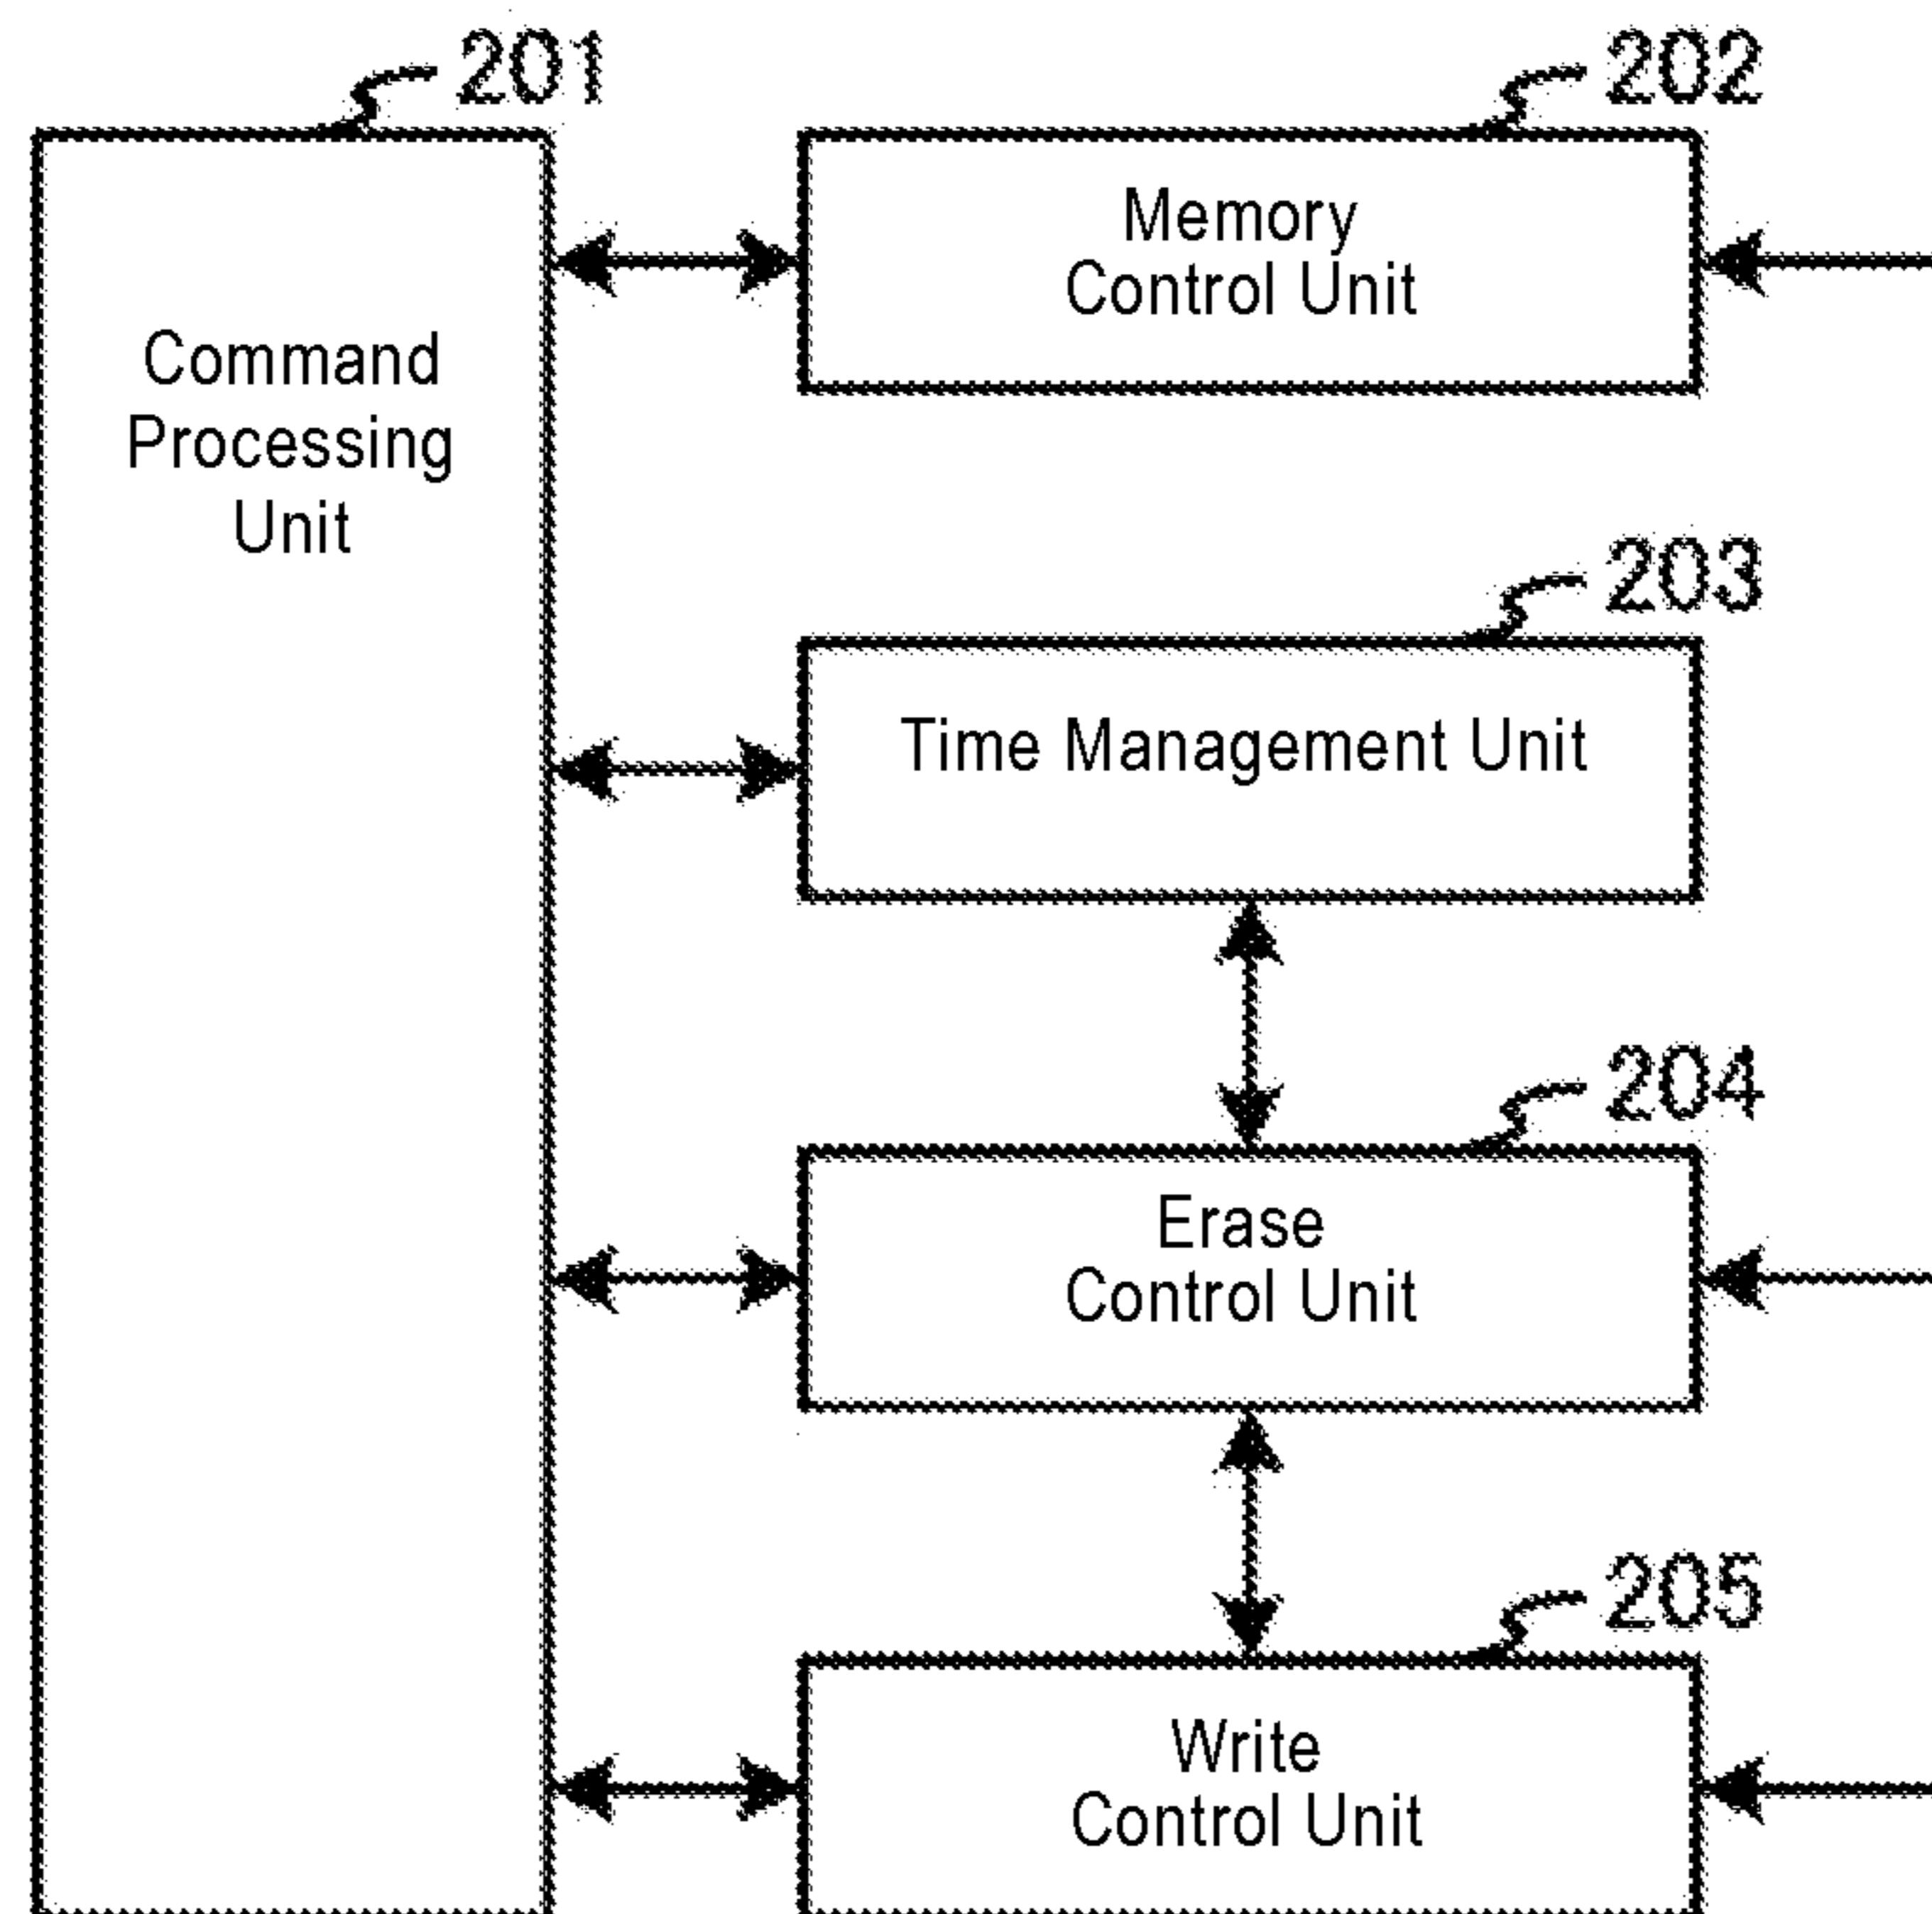 201
202
Memory
Control Unit
Command
Processing
Unit
203
Time Management Unit
204
Erase
Control Unit
205
Write
Control Unit